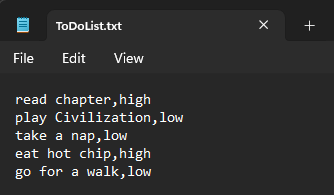 ToDoList.txt
File Edit View
read chapter,high
play Civilization,low
take a nap,low
eat hot chip,high
go for a walk,low